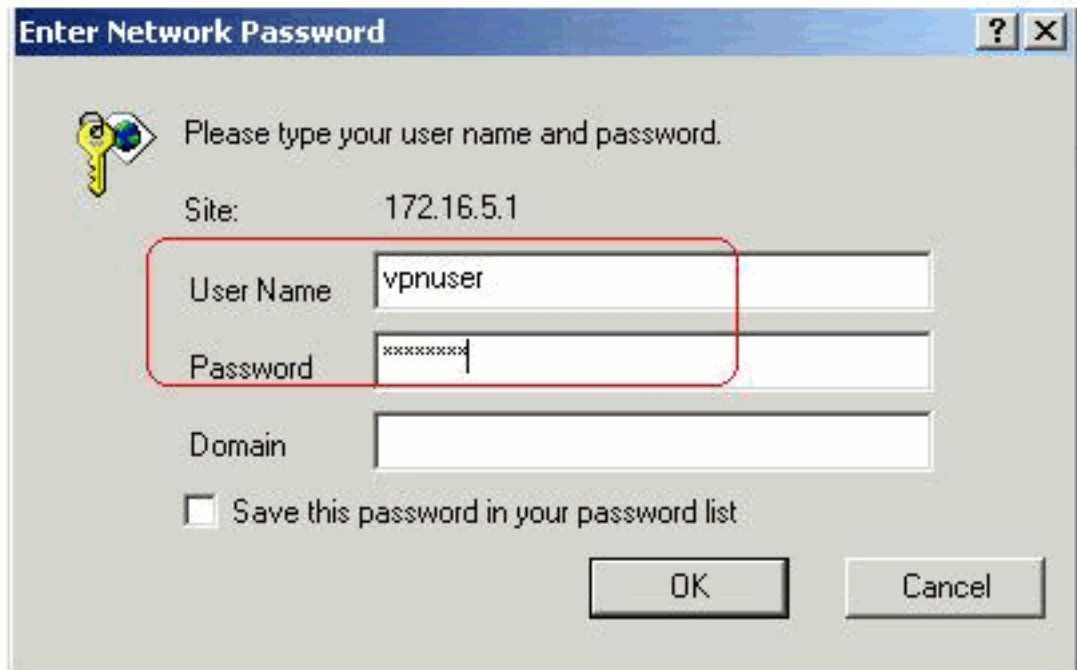 Enter Network Password
Please type your user name and password.
Site: 172.16.5.1
User Name vpnuser
Password xxxxxxxx
Domain
Save this password in your password list
OK Cancel